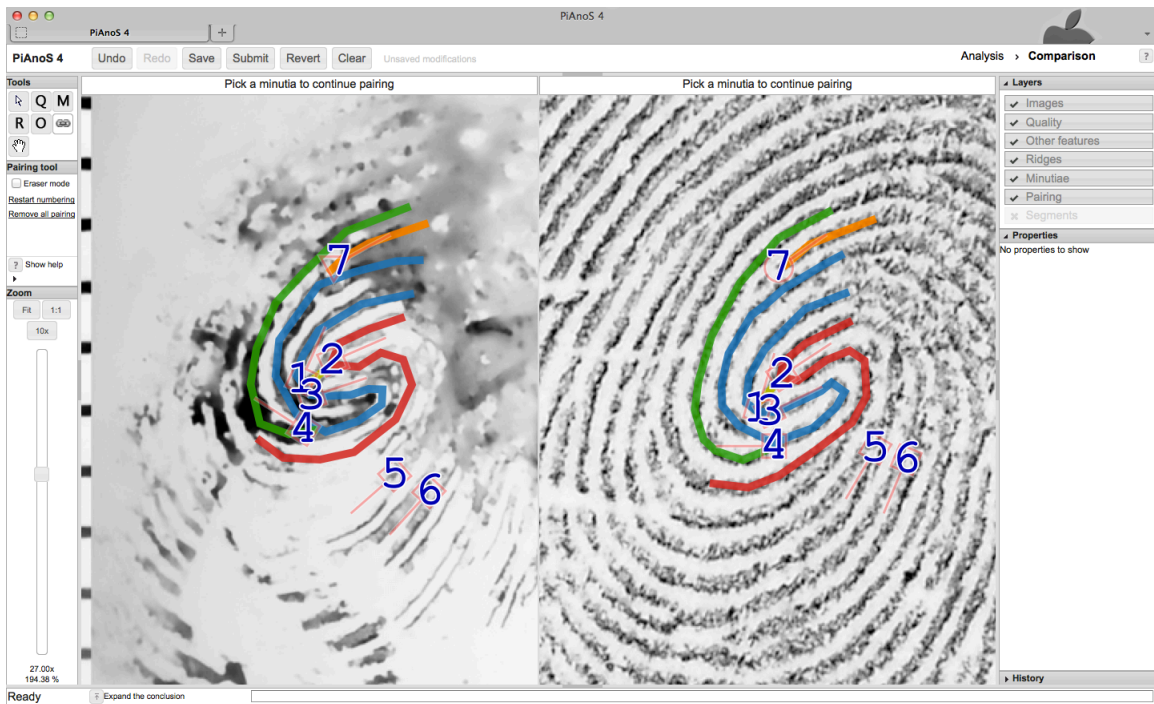 PiAnoS 4
PiAnoS 4
+
PiAnoS 4 Undo Redo Save Submit Revert Clear Unsaved modifications Analysis › Comparison ?
Tools
Q M
R O
Pairing tool
Eraser mode
Restart numbering
Remove all pairing
? Show help
Zoom
Fit 1:1
10x
27.00x
194.38 %
Pick a minutia to continue pairing
7
2
1
3
4
5
6
Pick a minutia to continue pairing
7
2
1
3
4
5
6
Layers
Images
Quality
Other features
Ridges
Minutiae
Pairing
Segments
Properties
No properties to show
History
Ready Expand the conclusion